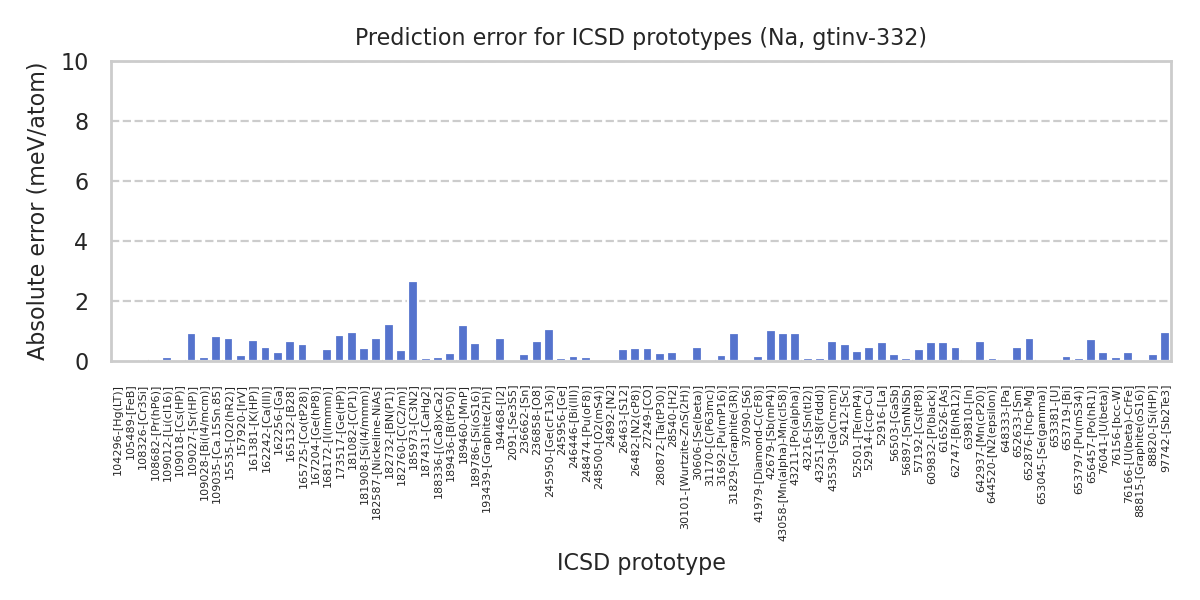 Prediction error for ICSD prototypes (Na, gtinv-332)
Absolute error (meV/atom)
10
8
6
4
2
0
104296-[Hg(LT)]
105489-[FeB]
108326-[Cr3Si]
108682-[Pr(hP6)]
109012-[Li(cI16)]
109018-[Cs(HP)]
109027-[Sr(HP)]
109028-[Bi(I4/mcm)]
109035-[Ca.15Sn.85]
15535-[O2(hR2)]
157920-[IrV]
161381-[K(HP)]
162242-[Ca(III)]
162256-[Ga]
165132-[B28]
165725-[Co(tP28)]
167204-[Ge(hP8)]
168172-[I(Immm)]
173517-[Ge(HP)]
181082-[C(P1)]
181908-[Si(I4/mmm)]
182587-[Nickeline-NiAs]
182732-[BN(P1)]
182760-[C(C2/m)]
185973-[C3N2]
187431-[CaHg2]
188336-[(Ca8)xCa2]
189436-[B(tP50)]
189460-[MnP]
189786-[Si(oS16)]
193439-[Graphite(2H)]
194468-[I2]
2091-[Se3S5]
236662-[Sn]
236858-[O8]
245950-[Ge(cF136)]
245956-[Ge]
246446-[Bi(III)]
248474-[Pu(oF8)]
248500-[O2(mS4)]
24892-[N2]
26463-[S12]
26482-[N2(cP8)]
27249-[CO]
280872-[Ta(tP30)]
28540-[H2]
30101-[Wurtzite-ZnS(2H)]
30606-[Se(beta)]
31170-[C(P63mc)]
31692-[Pu(mP16)]
31829-[Graphite(3R)]
37090-[S6]
41979-[Diamond-C(cF8)]
42679-[Sb(mP4)]
43058-[Mn(alpha)-Mn(cI58)]
43211-[Po(alpha)]
43216-[Sn(tI2)]
43251-[S8(Fddd)]
43539-[Ga(Cmcm)]
52412-[Sc]
52501-[Te(mP4)]
52914-[fcc-Cu]
52916-[La]
56503-[GaSb]
56897-[SmNiSb]
57192-[Cs(tP8)]
609832-[P(black)]
616526-[As]
62747-[B(hR12)]
639810-[In]
642937-[Mn(cP20)]
644520-[N2(epsilon)]
648333-[Pa]
652633-[Sm]
652876-[hcp-Mg]
653045-[Se(gamma)]
653381-[U]
653719-[Bi]
653797-[Pu(mS34)]
656457-[Po(hR1)]
76041-[U(beta)]
76156-[bcc-W]
76166-[U(beta)-CrFe]
88815-[Graphite(oS16)]
88820-[Si(HP)]
97742-[Sb2Te3]
ICSD prototype